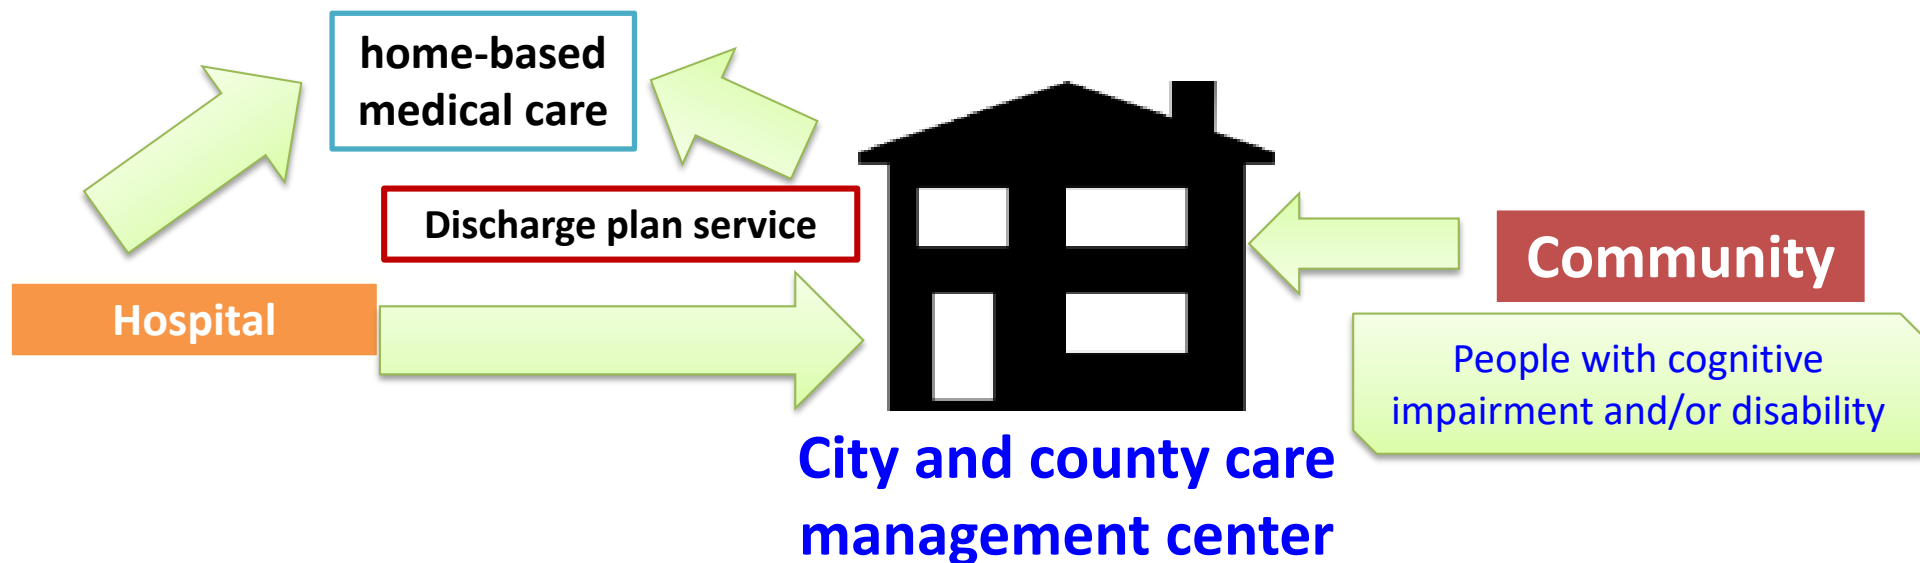 home-based
medical care
Discharge plan service
Hospital
Community
People with cognitive
impairment and/or disability
City and county care
management center